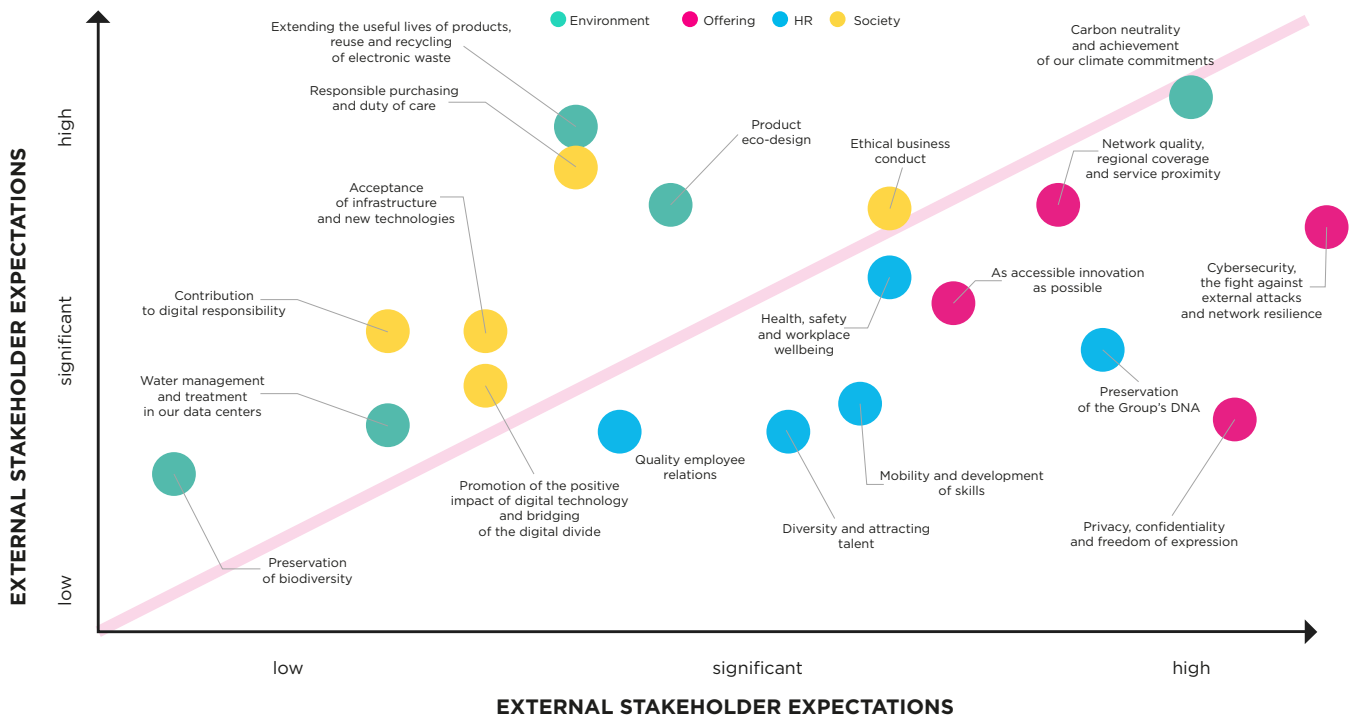 Environment
Offering
HR
Society
Extending the useful lives of products,
reuse and recycling
of electronic waste
Carbon neutrality
and achievement
of our climate commitments
Responsible purchasing
and duty of care
Product
eco-design
Ethical business
conduct
Network quality,
regional coverage
and service proximity
Acceptance
of infrastructure
and new technologies
As accessible innovation
as possible
Cybersecurity,
the fight against
external attacks
and network resilience
Contribution
to digital responsibility
Health, safety
and workplace
wellbeing
Water management
and treatment
in our data centers
Preservation
of the Group's DNA
Quality employee
relations
Mobility and development
of skills
Promotion of the positive
impact of digital technology
and bridging
of the digital divide
Diversity and attracting
talent
Privacy, confidentiality
and freedom of expression
Preservation
of biodiversity
EXTERNAL STAKEHOLDER EXPECTATIONS
high
significant
low
low
significant
high
EXTERNAL STAKEHOLDER EXPECTATIONS